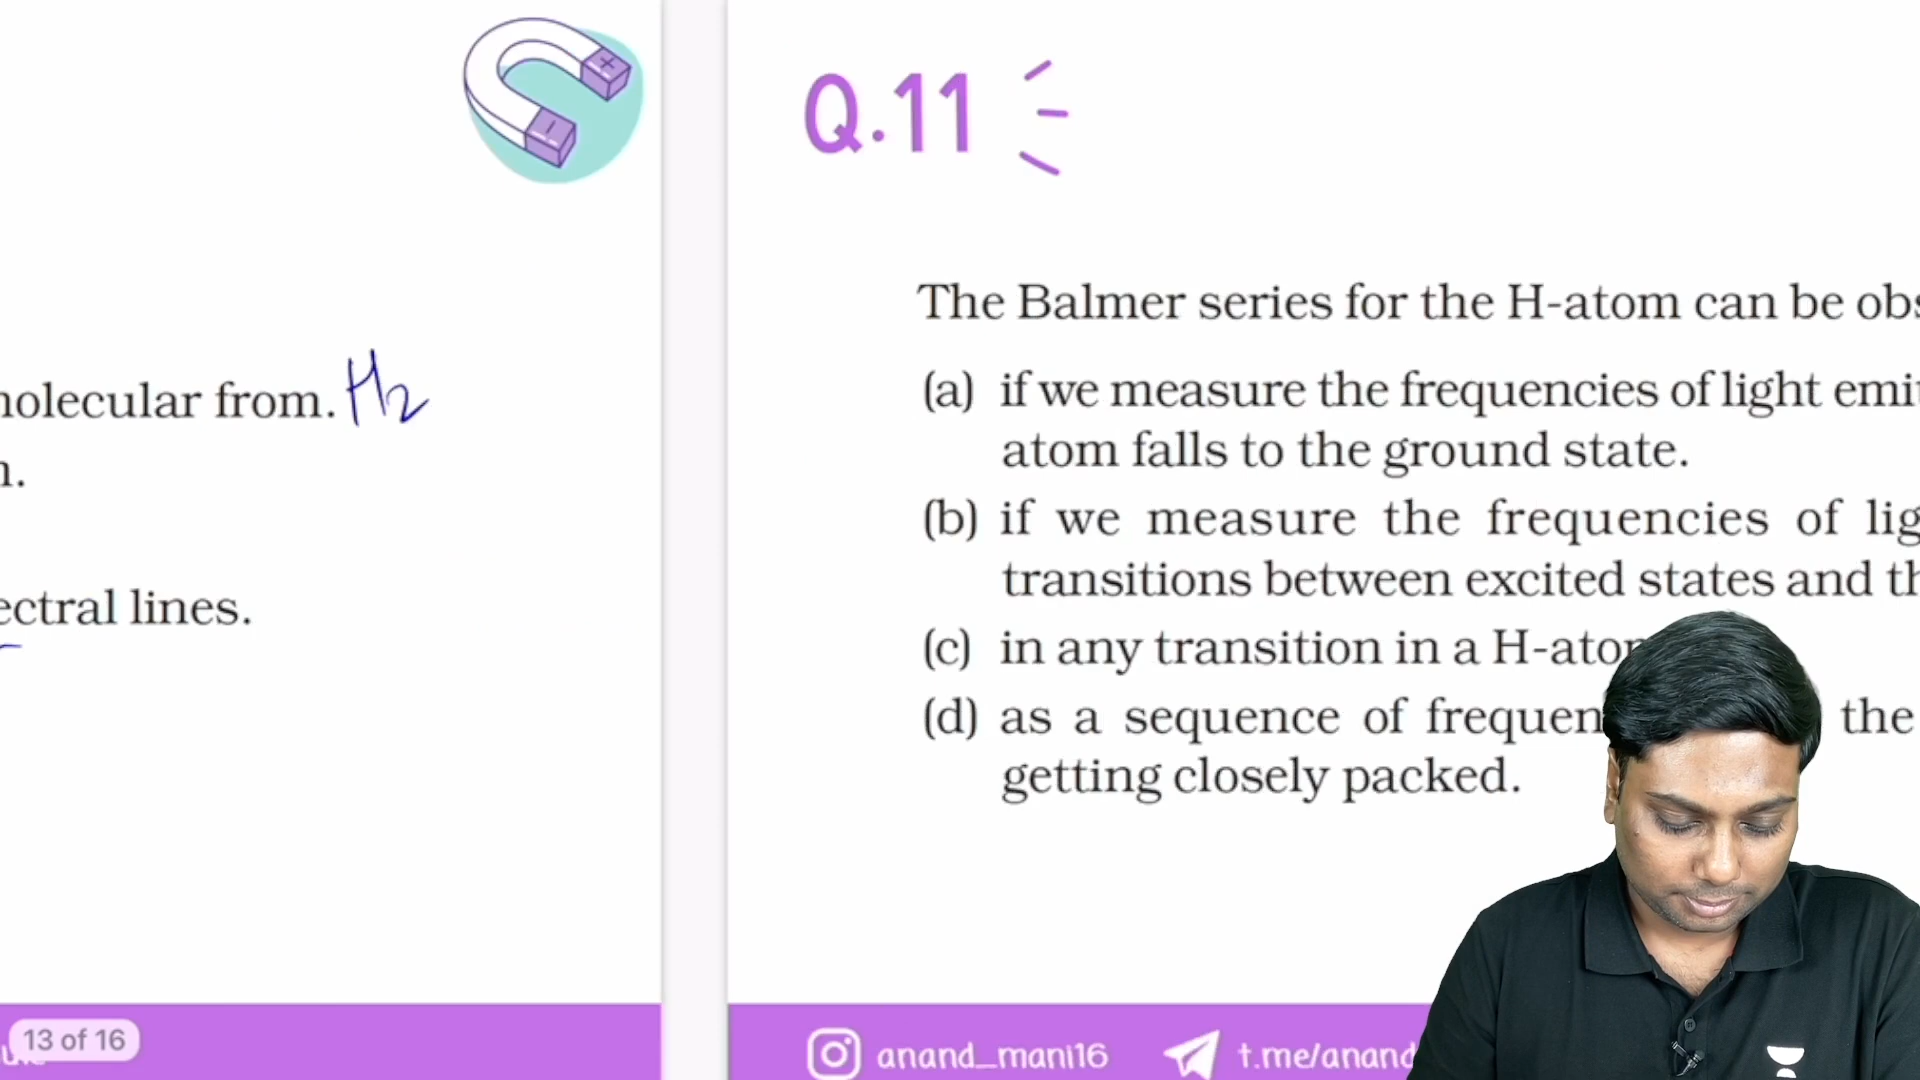 +
-
molecular from. H2
ectral lines.
13 of 16
Q.11
The Balmer series for the H-atom can be obs
(a) if we measure the frequencies of light emit
atom falls to the ground state.
(b) if we measure the frequencies of lig
transitions between excited states and th
(c) in any transition in a H-atom
(d) as a sequence of frequen the
getting closely packed.
anand_mani16
t.me/anand